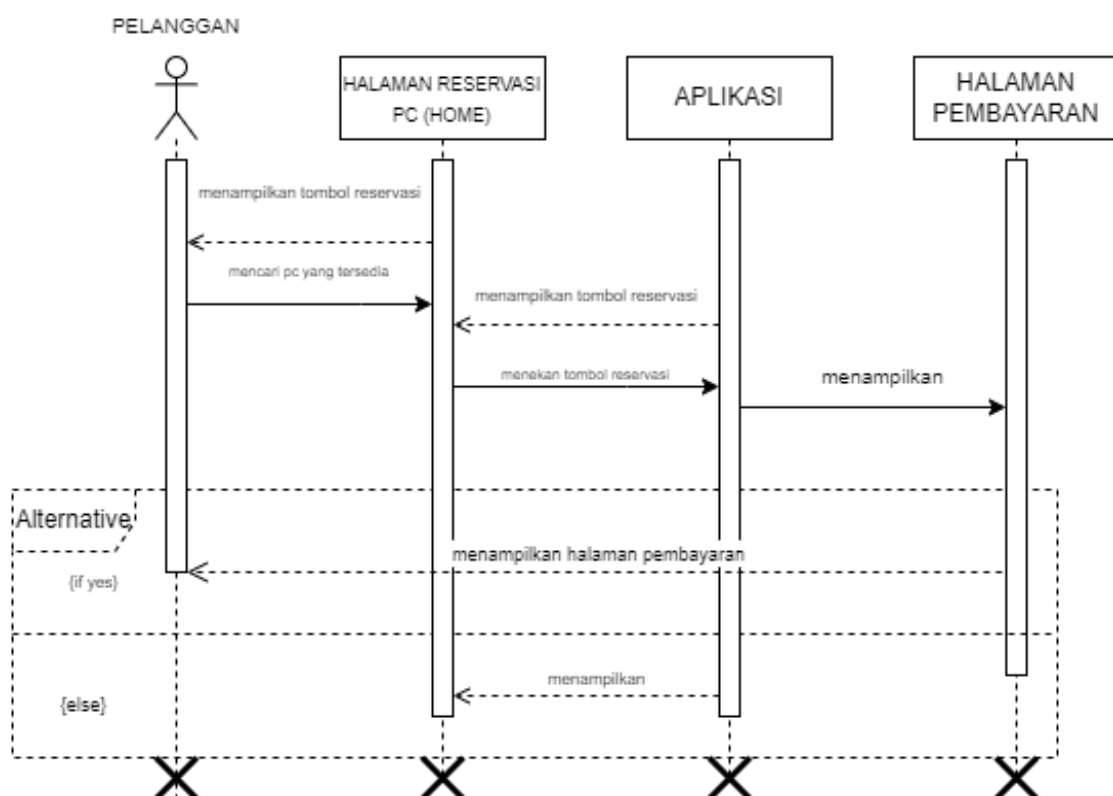 PELANGGAN
HALAMAN RESERVASI
PC (HOME)
APLIKASI
HALAMAN
PEMBAYARAN
menampilkan tombol reservasi
mencari pc yang tersedia
menampilkan tombol reservasi
menekan tombol reservasi
menampilkan
Alternative
menampilkan halaman pembayaran
{if yes}
menampilkan
{else}